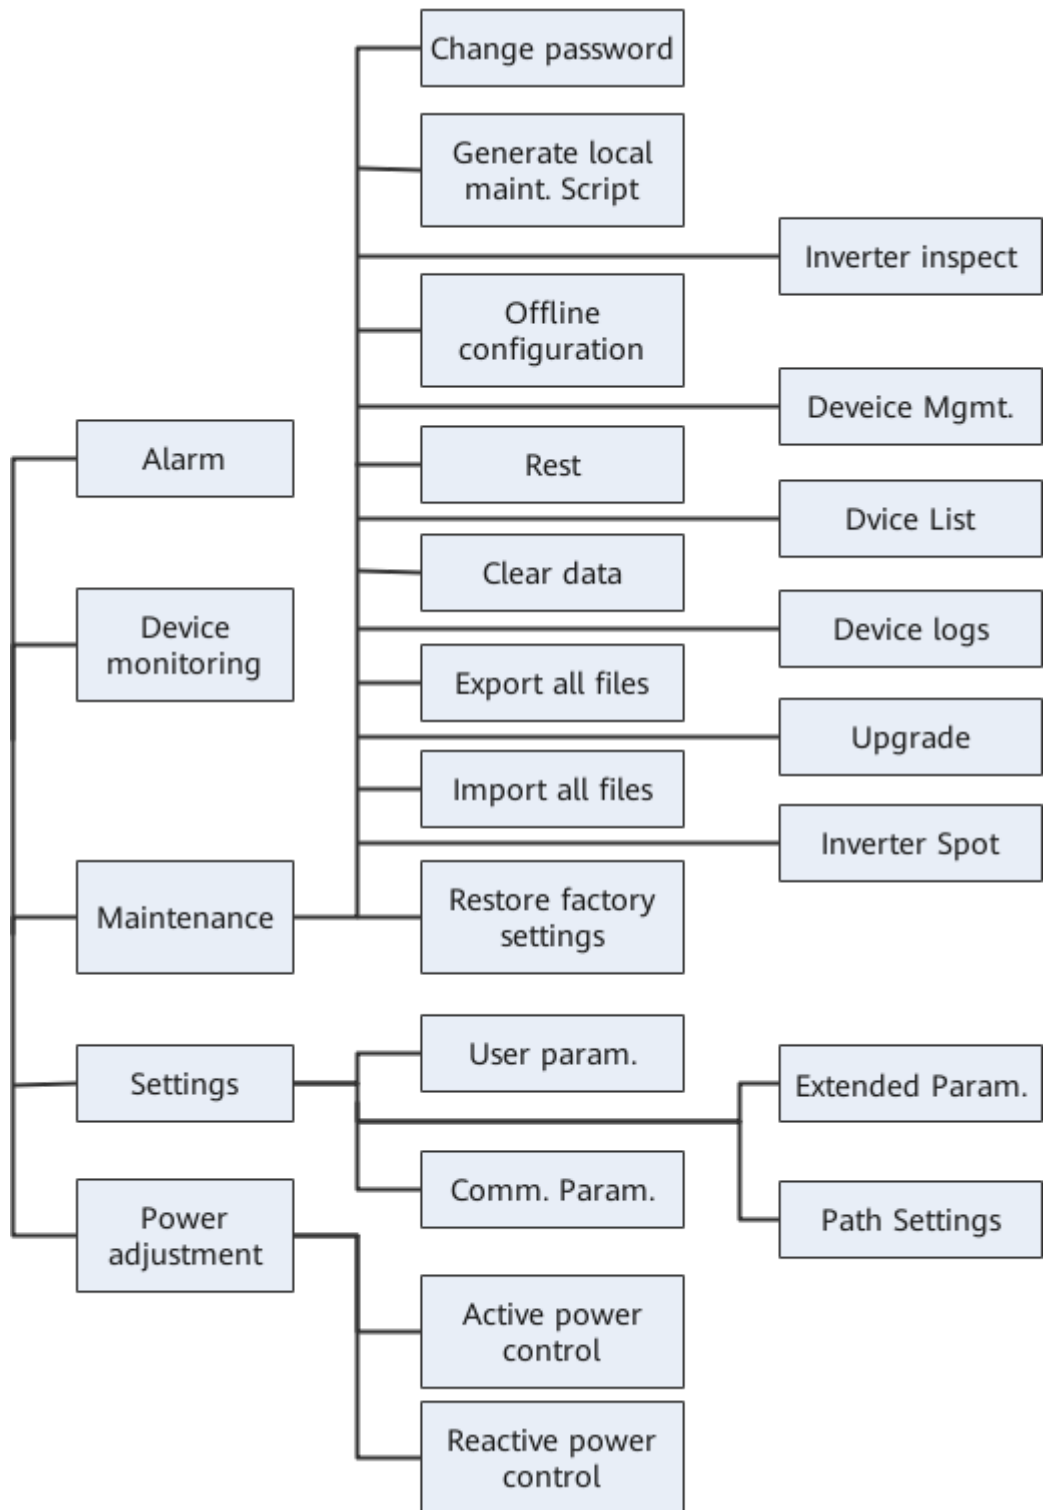 Change password
Generate local
maint. Script
Inverter inspect
Offline
configuration
Deveice Mgmt.
Alarm
Rest
Dvice List
Clear data
Device
monitoring
Device logs
Export all files
Upgrade
Import all files
Inverter Spot
Maintenance
Restore factory
settings
User param.
Settings
Extended Param.
Comm. Param.
Path Settings
Power
adjustment
Active power
control
Reactive power
control